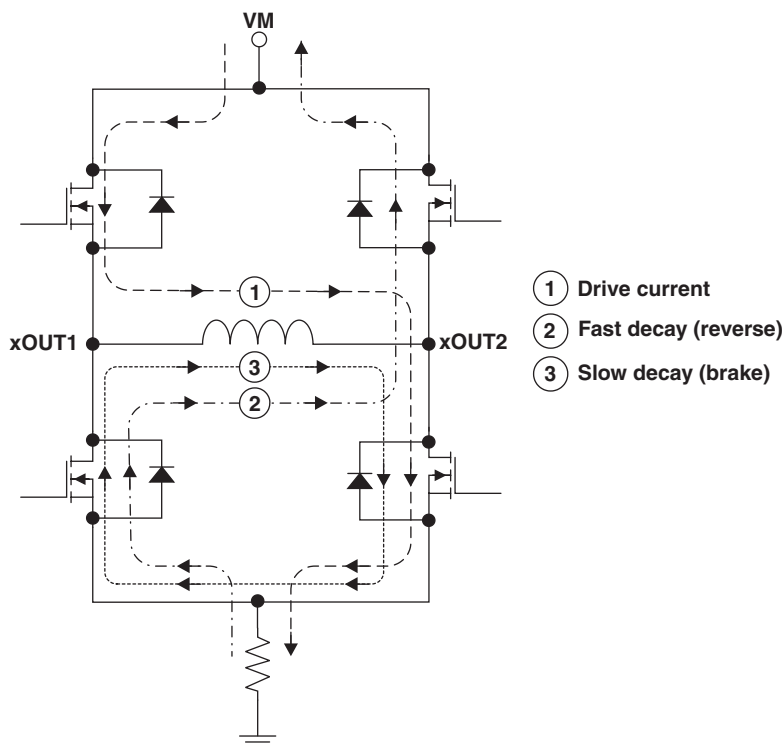 VM
1 Drive current
xOUT1
xOUT2
2 Fast decay (reverse)
3 Slow decay (brake)
1
3
2